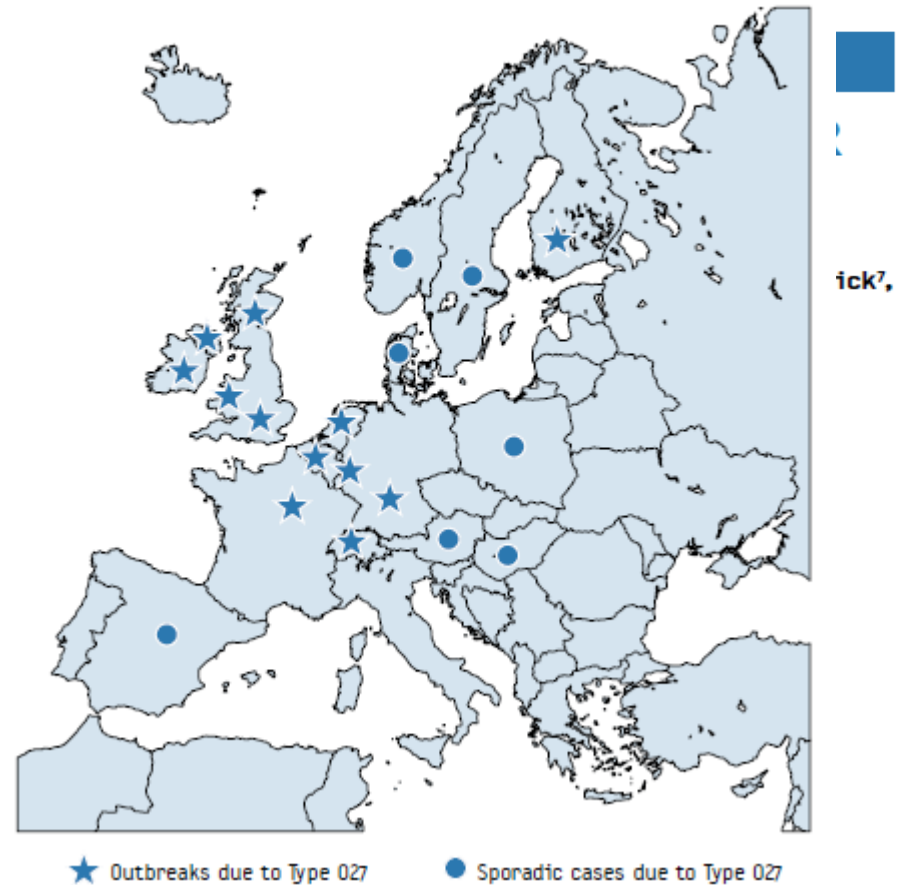 ick⁷,
Outbreaks due to Type 027
Sporadic cases due to Type 027